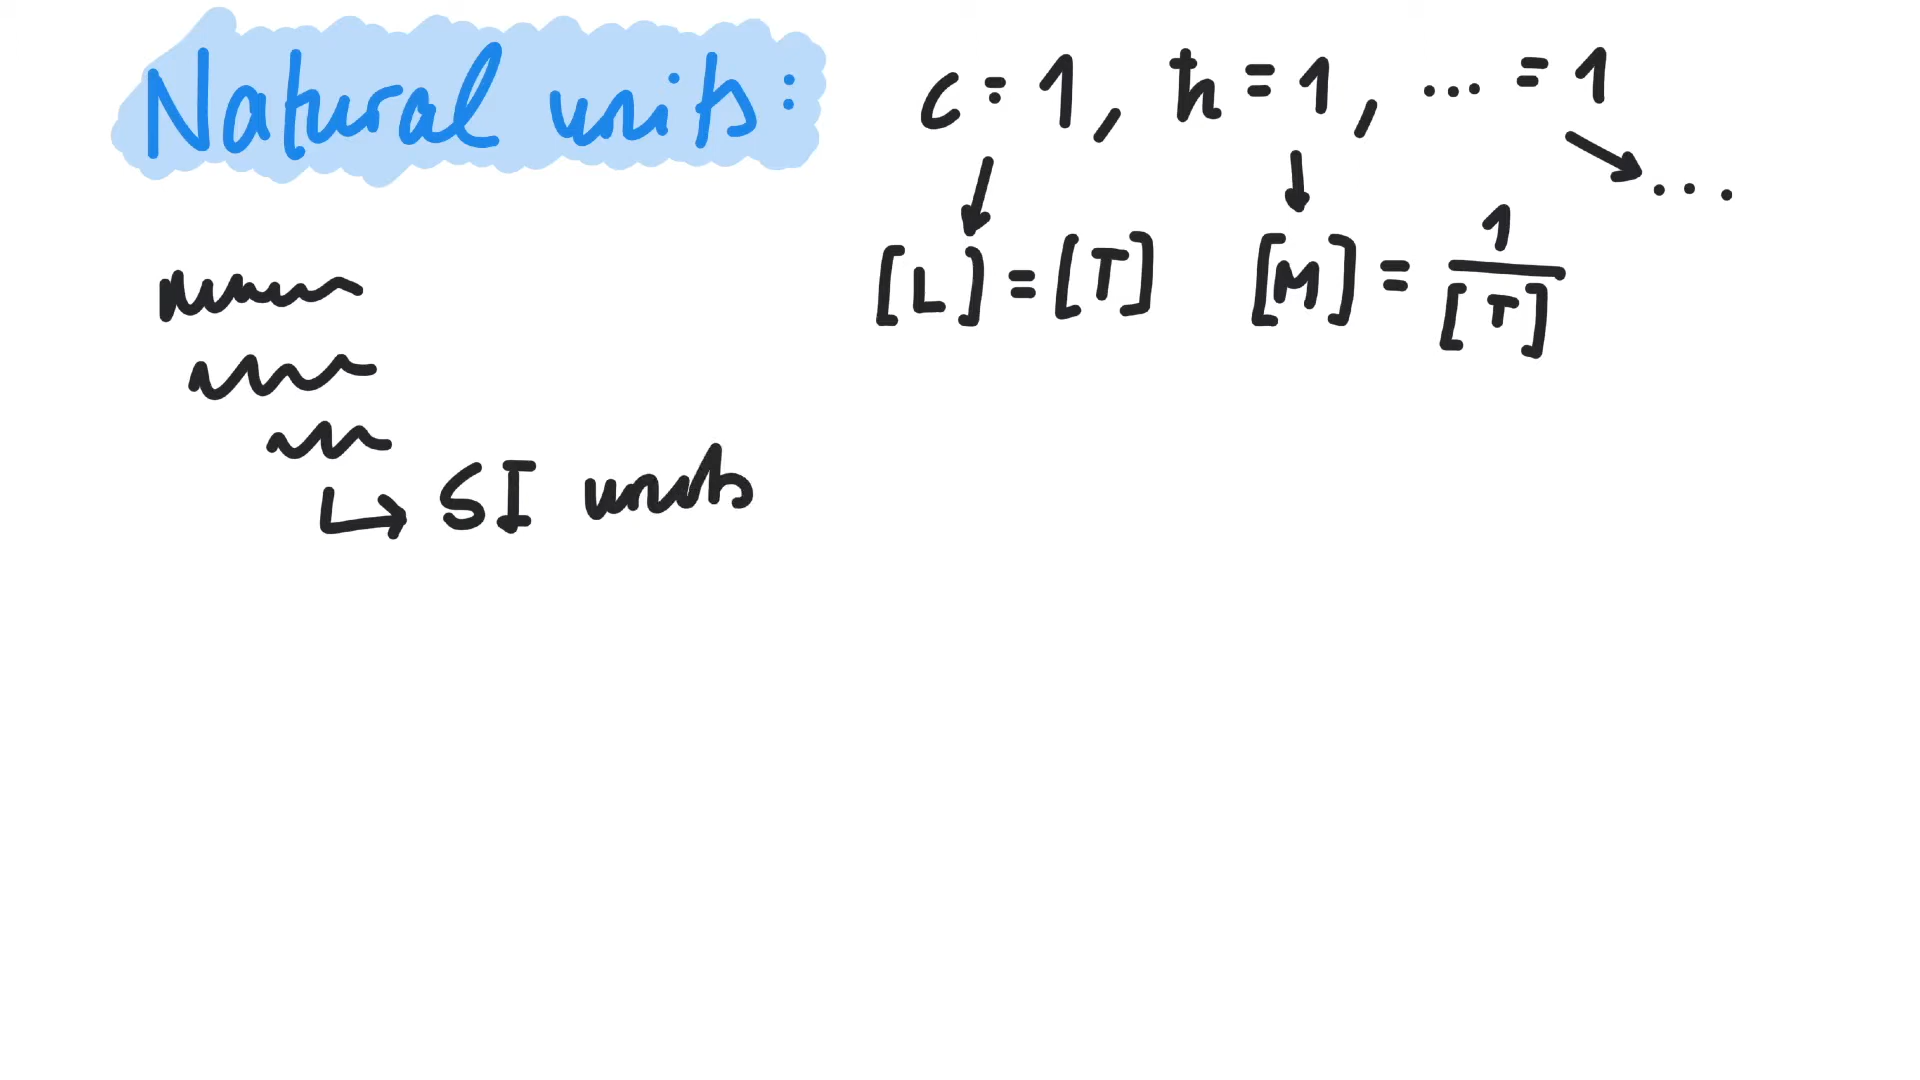 Natural units: c = 1, ħ = 1, ... = 1
...
[L] = [T] [M] = 1/[T]
SI units